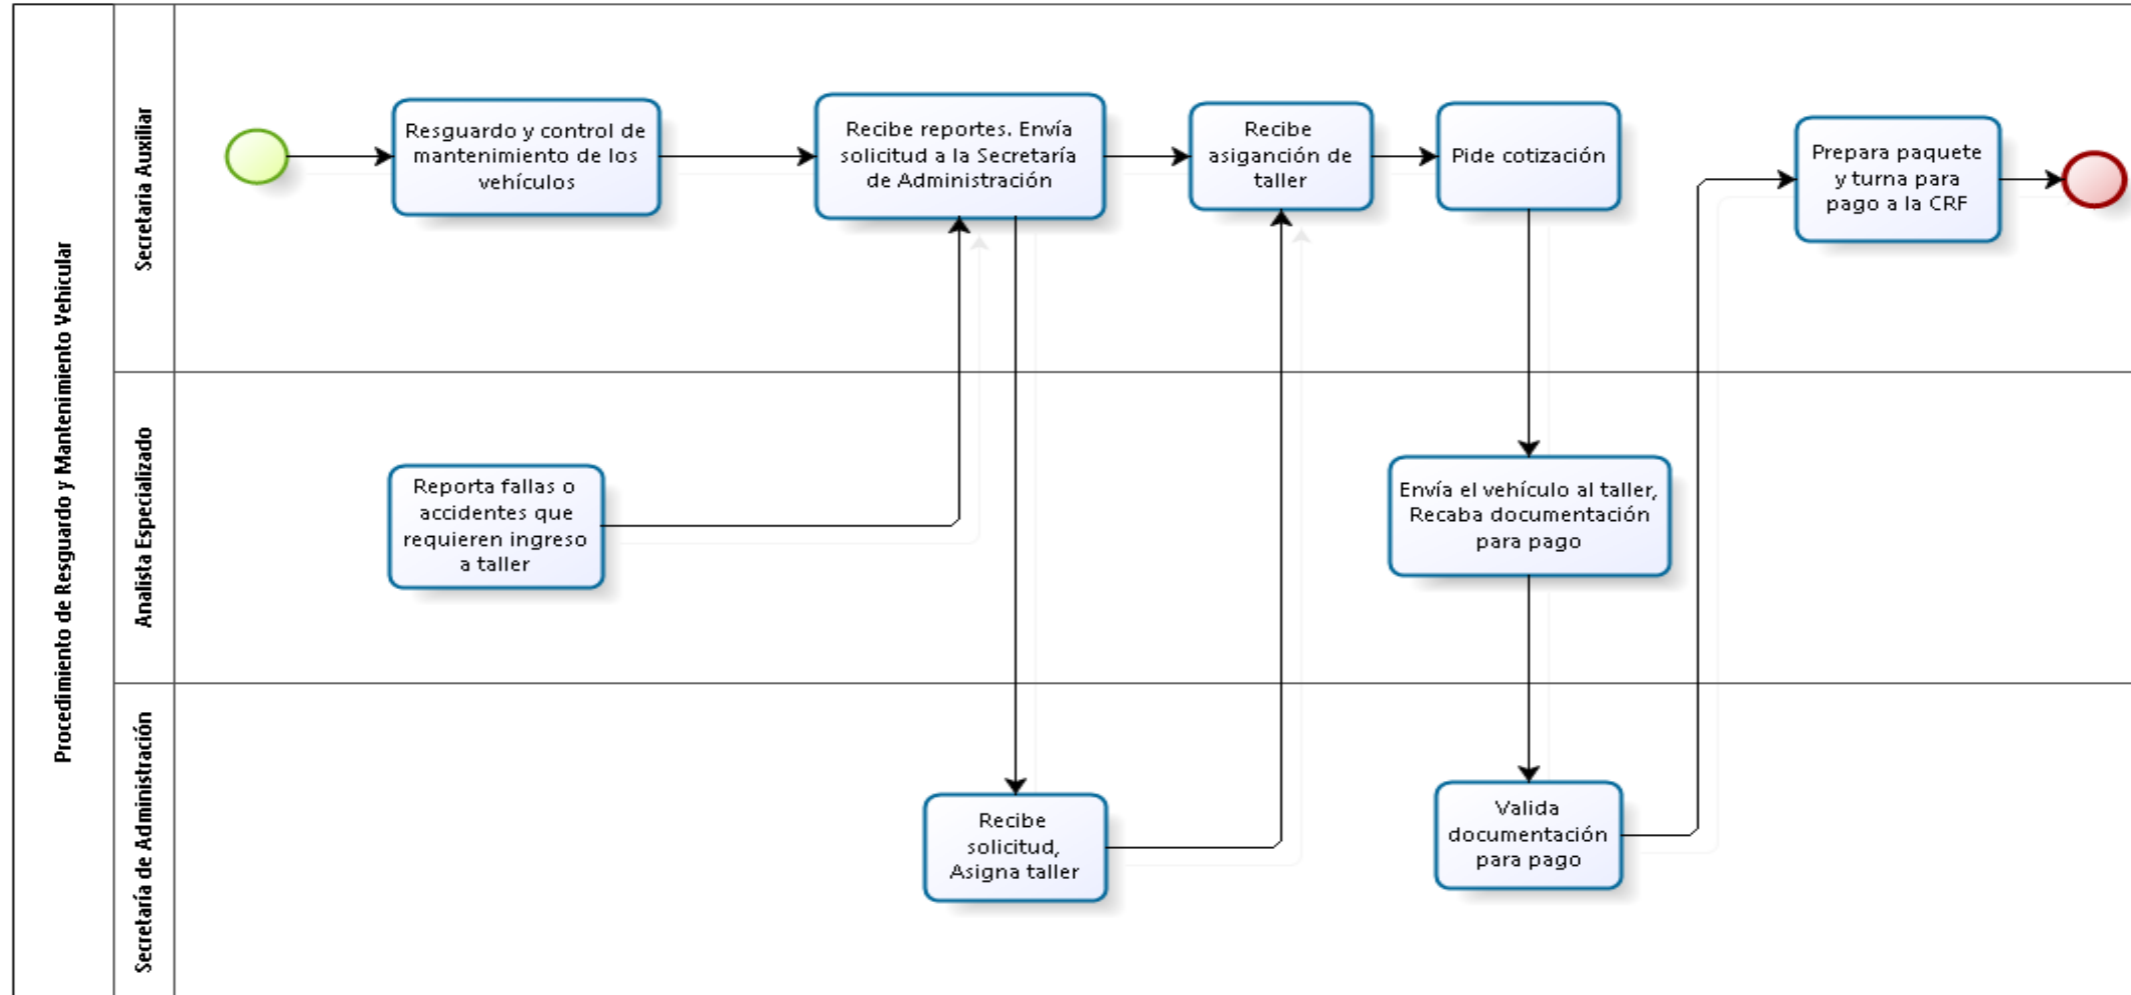 Procedimiento de Resguardo y Mantenimiento Vehicular
Secretaria Auxiliar
Resguardo y control de
mantenimiento de los
vehículos
Recibe reportes. Envía
solicitud a la Secretaría
de Administración
Recibe
asiganción de
taller
Pide cotización
Prepara paquete
y turna para
pago a la CRF
Analista Especializado
Reporta fallas o
accidentes que
requieren ingreso
a taller
Envía el vehículo al taller,
Recaba documentación
para pago
Secretaría de Administración
Recibe
solicitud,
Asigna taller
Valida
documentación
para pago